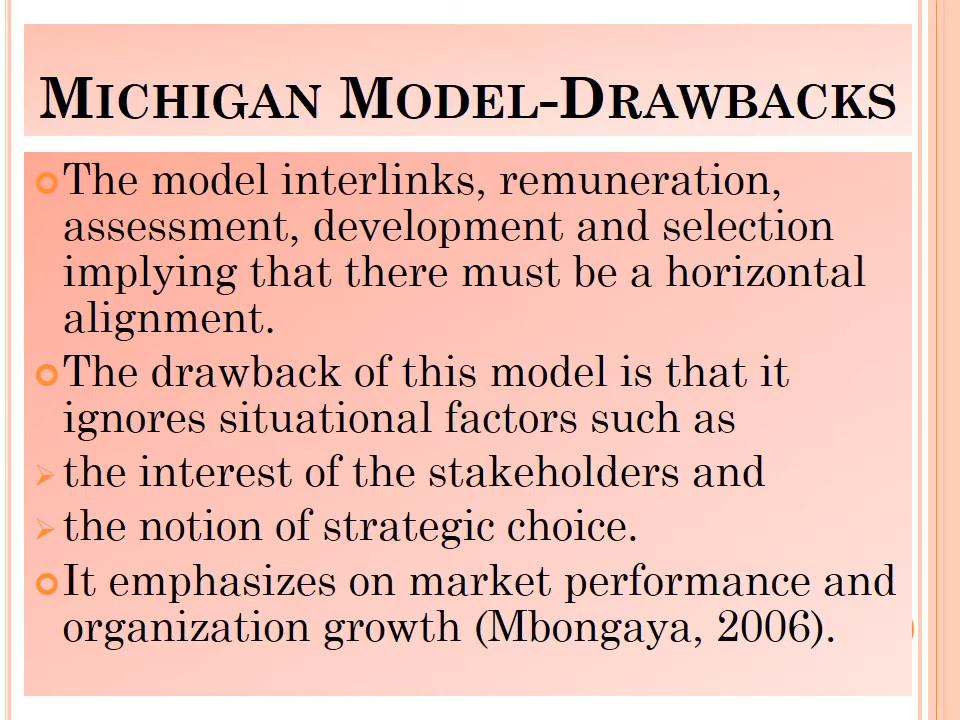 MICHIGAN MODEL-DRAWBACKS
The model interlinks, remuneration,
assessment, development and selection
implying that there must be a horizontal
alignment.
The drawback of this model is that it
ignores situational factors such as
the interest of the stakeholders and
the notion of strategic choice.
It emphasizes on market performance and
organization growth (Mbongaya, 2006).